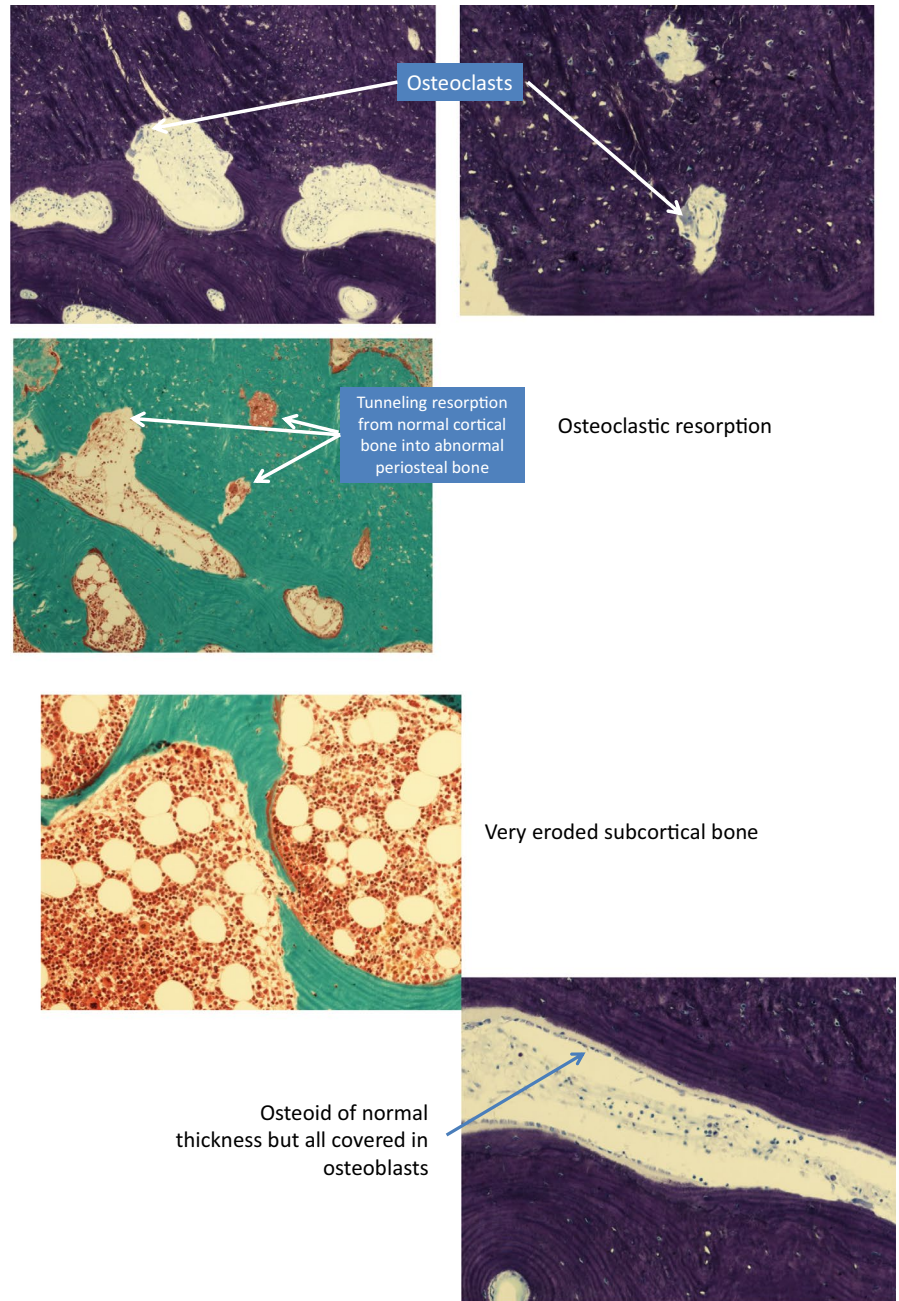 Osteoclasts
Tunneling resorption
from normal cortical
bone into abnormal
periosteal bone
Osteoclastic resorption
Very eroded subcortical bone
Osteoid of normal
thickness but all covered in
osteoblasts